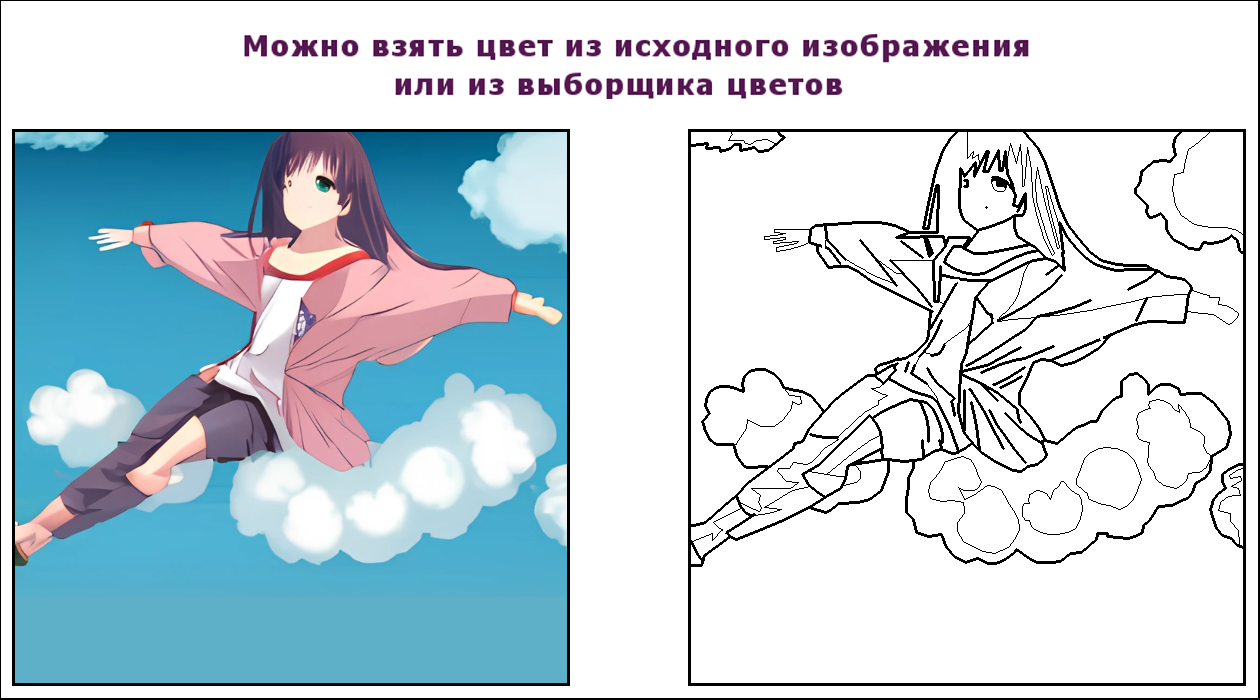 Можно взять цвет из исходного изображения
или из выборщика цветов